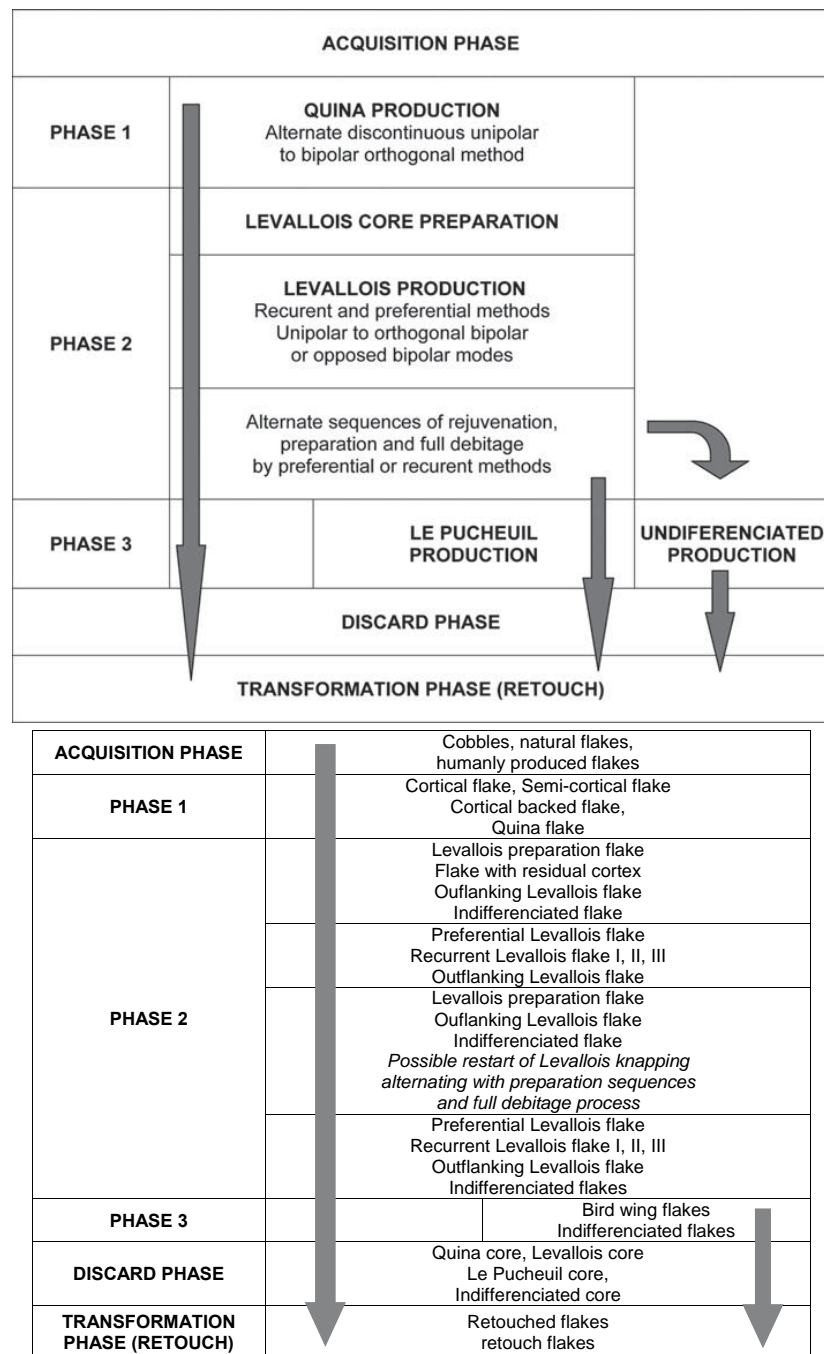 ACQUISITION PHASE
PHASE 1
QUINA PRODUCTION
Alternate discontinuous unipolar
to bipolar orthogonal method
PHASE 2
LEVALLOIS CORE PREPARATION
LEVALLOIS PRODUCTION
Recurent and preferential methods
Unipolar to orthogonal bipolar
or opposed bipolar modes
Alternate sequences of rejuvenation,
preparation and full debitage
by preferential or recurent methods
PHASE 3
LE PUCHEUIL
PRODUCTION
UNDIFERENCIATED
PRODUCTION
DISCARD PHASE
TRANSFORMATION PHASE (RETOUCH)
ACQUISITION PHASE
Cobbles, natural flakes,
humanly produced flakes
PHASE 1
Cortical flake, Semi-cortical flake
Cortical backed flake,
Quina flake
PHASE 2
Levallois preparation flake
Flake with residual cortex
Ouflanking Levallois flake
Indifferenciated flake
Preferential Levallois flake
Recurrent Levallois flake I, II, III
Outflanking Levallois flake
Levallois preparation flake
Ouflanking Levallois flake
Indifferenciated flake
Possible restart of Levallois knapping
alternating with preparation sequences
and full debitage process
Preferential Levallois flake
Recurrent Levallois flake I, II, III
Outflanking Levallois flake
Indifferenciated flakes
PHASE 3
Bird wing flakes
Indifferenciated flakes
DISCARD PHASE
Quina core, Levallois core
Le Pucheuil core,
Indifferenciated core
TRANSFORMATION
PHASE (RETOUCH)
Retouched flakes
retouch flakes